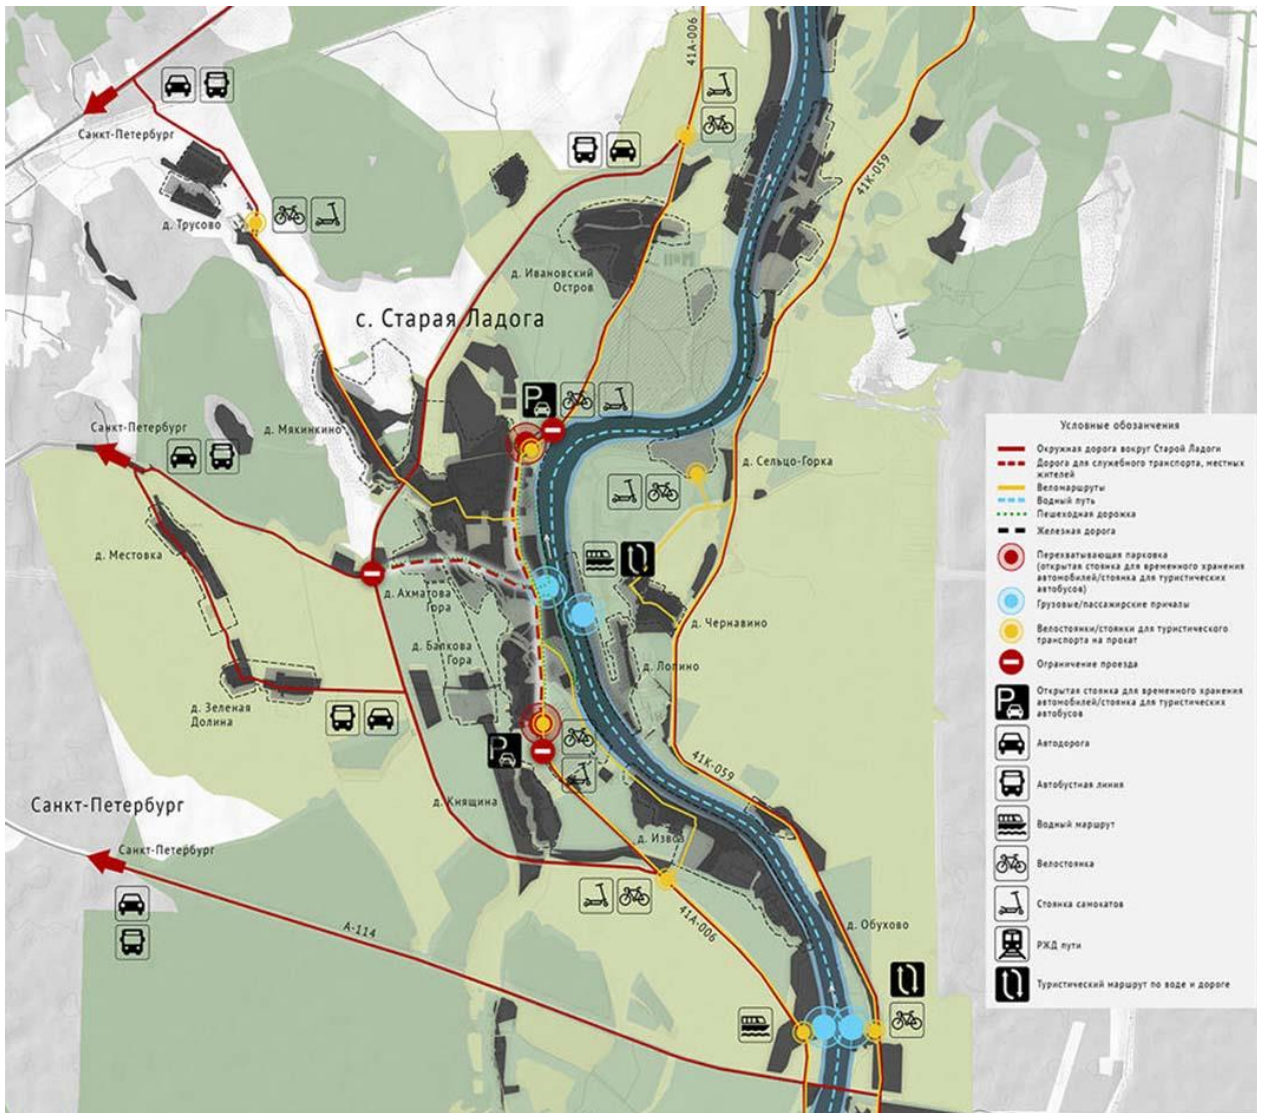 41А-006
Санкт-Петербург
41К-059
д. Трусово
д. Ивановский
Остров
с. Старая Ладога
Санкт-Петербург
д. Мякинкино
д. Сельцо-Горка
д. Местовка
д. Ахматова
Гора
д. Чернавино
д. Балкова
Гора
д. Лопино
д. Зеленая
Долина
41К-059
Санкт-Петербург
д. Княщина
д. Извоз
Санкт-Петербург
А-114
41А-006
д. Обухово
P
P
Условные обозанчения
Окружная дорога вокруг Старой Ладоги
Дорога для служебного транспорта, местных
жителей
Веломаршруты
Водный путь
Пешеходная дорожка
Железная дорога
Перехватывающая парковка
(открытая стоянка для временного хранения
автомобилей/стоянка для туристических
автобусов)
Грузовые/пассажирские причалы
Велостоянки/стоянки для туристического
транспорта на прокат
Ограничение проезда
P
Открытая стоянка для временного хранения
автомобилей/стоянка для туристических
автобусов
Автодорога
Автобустная линия
Водный маршрут
Велостоянка
Стоянка самокатов
РЖД пути
Туристический маршрут по воде и дороге